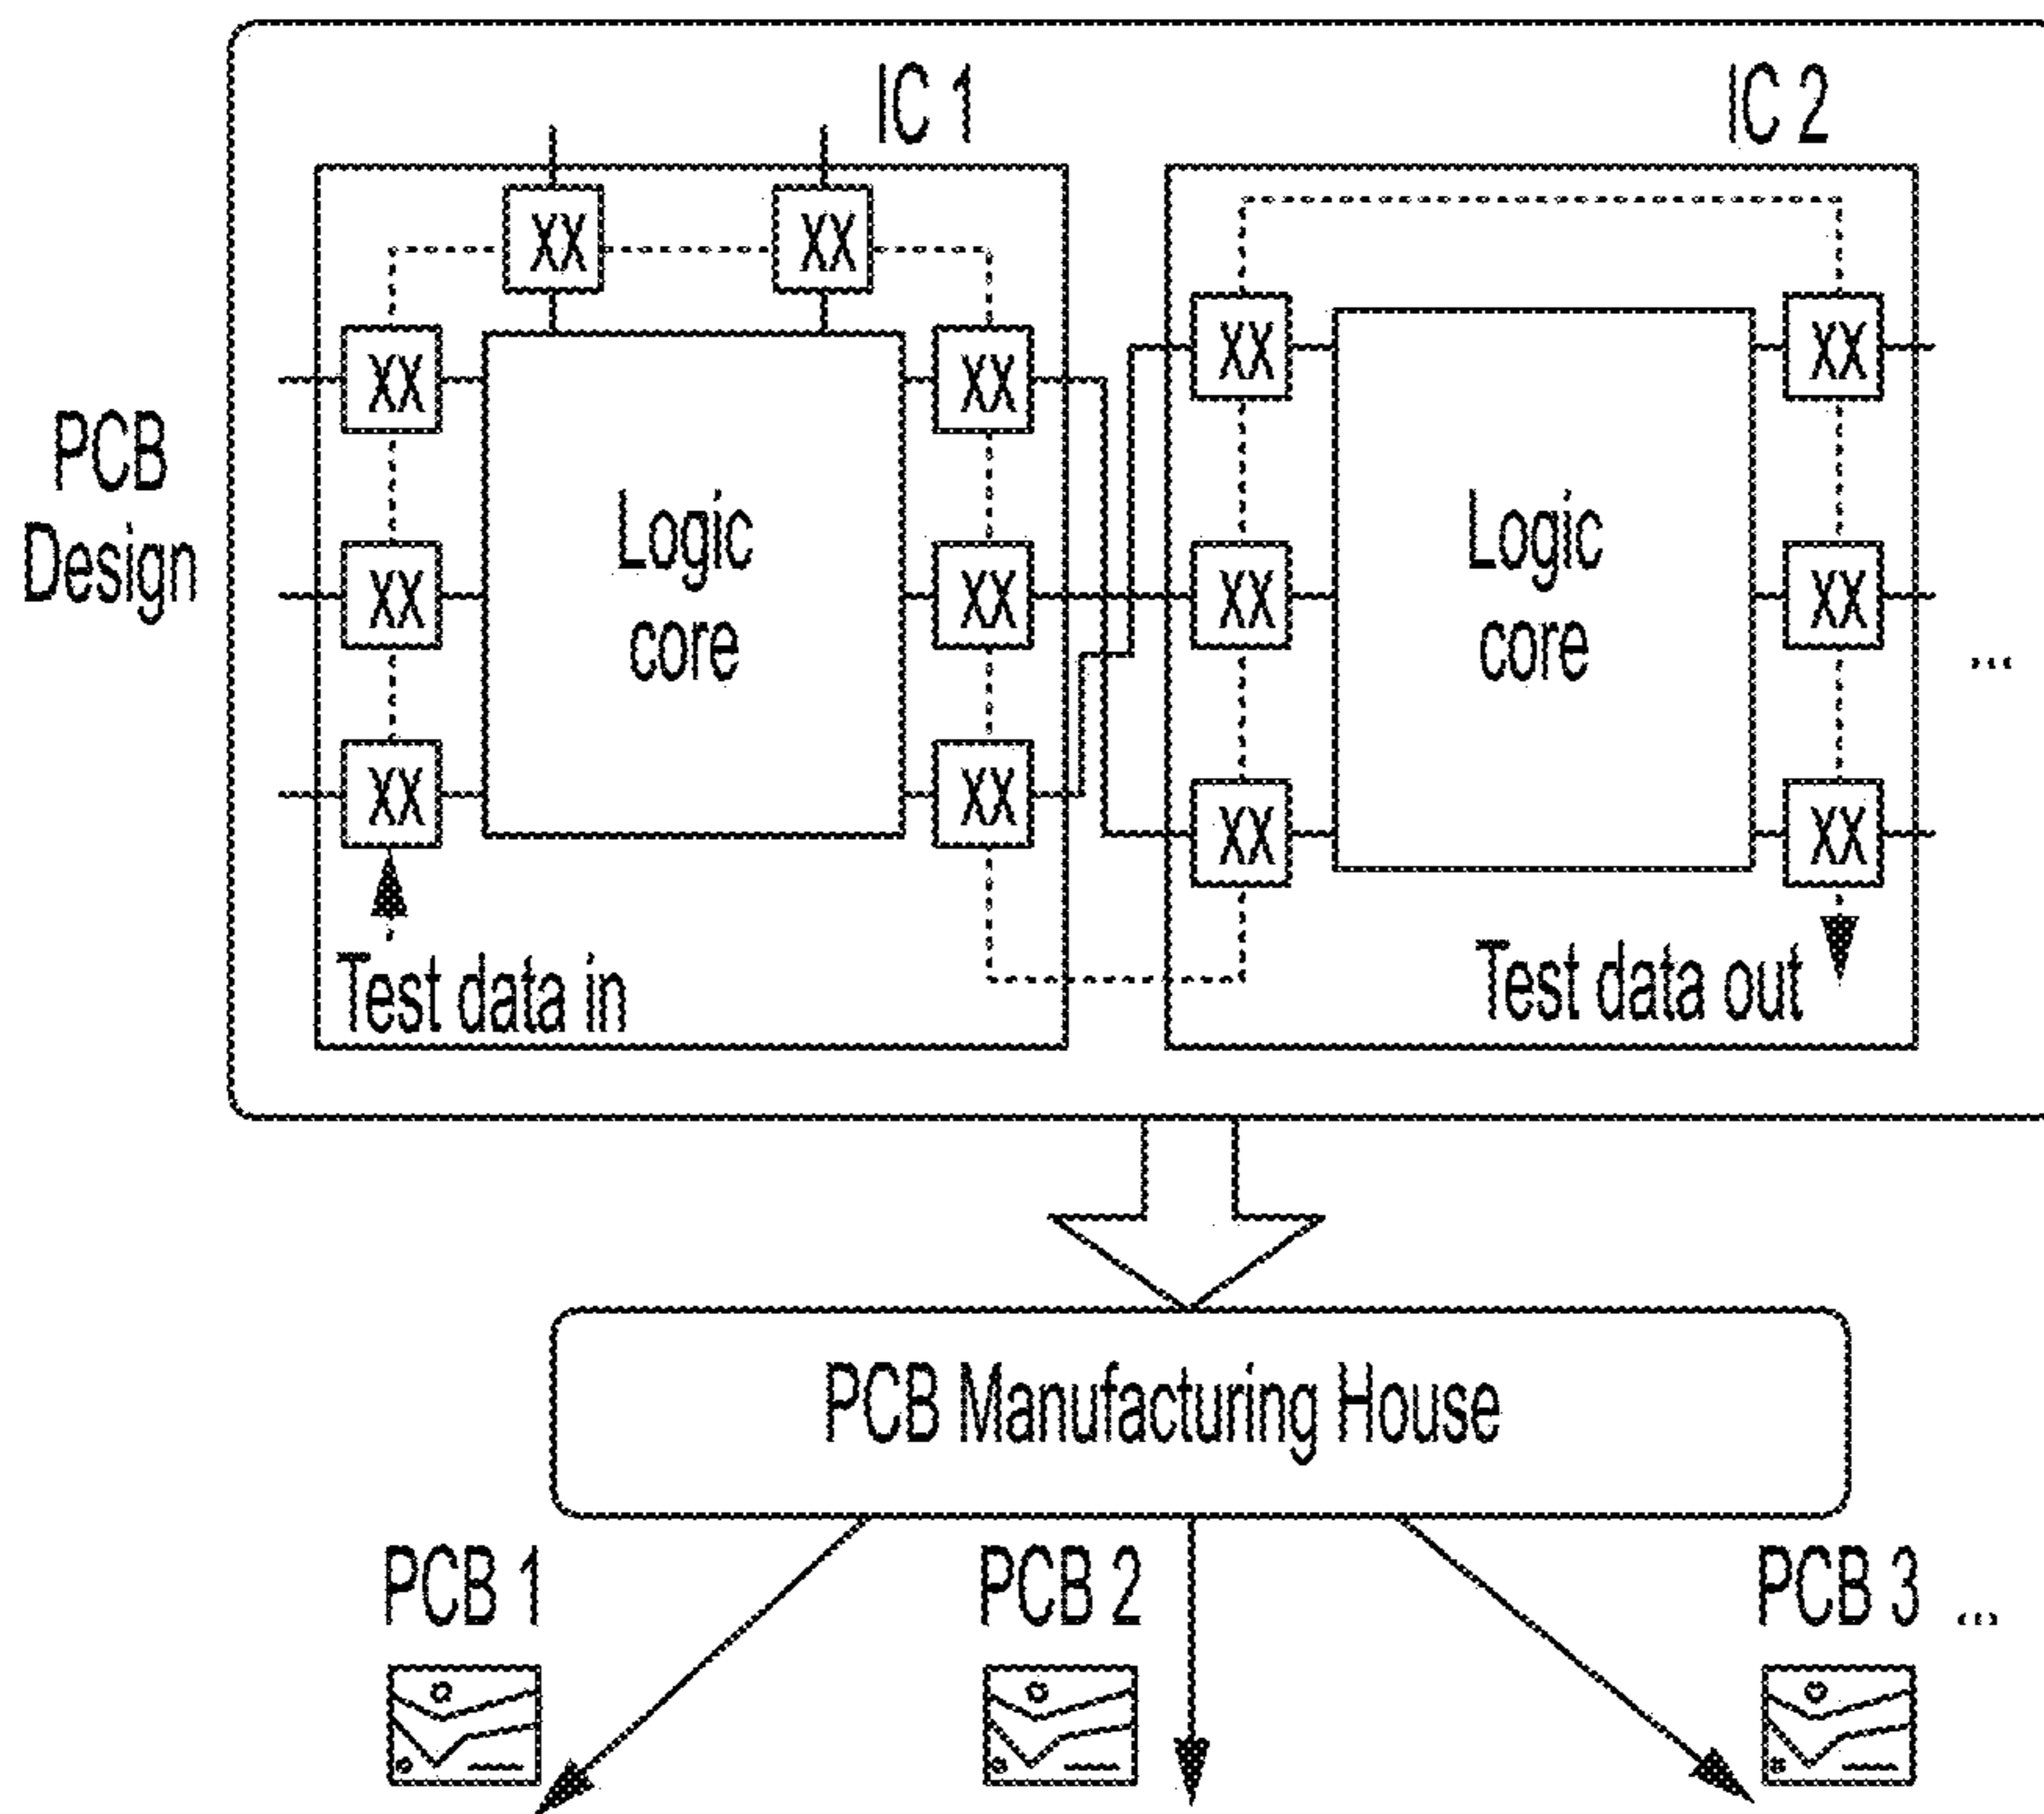 IC 1
IC 2
XX XX
XX XX
XX XX
PCB
Design
Logic
core
Logic
core
XX XX XX XX
...
XX XX
XX XX
Test data in
Test data out
PCB Manufacturing House
PCB 1
PCB 2
PCB 3 ...